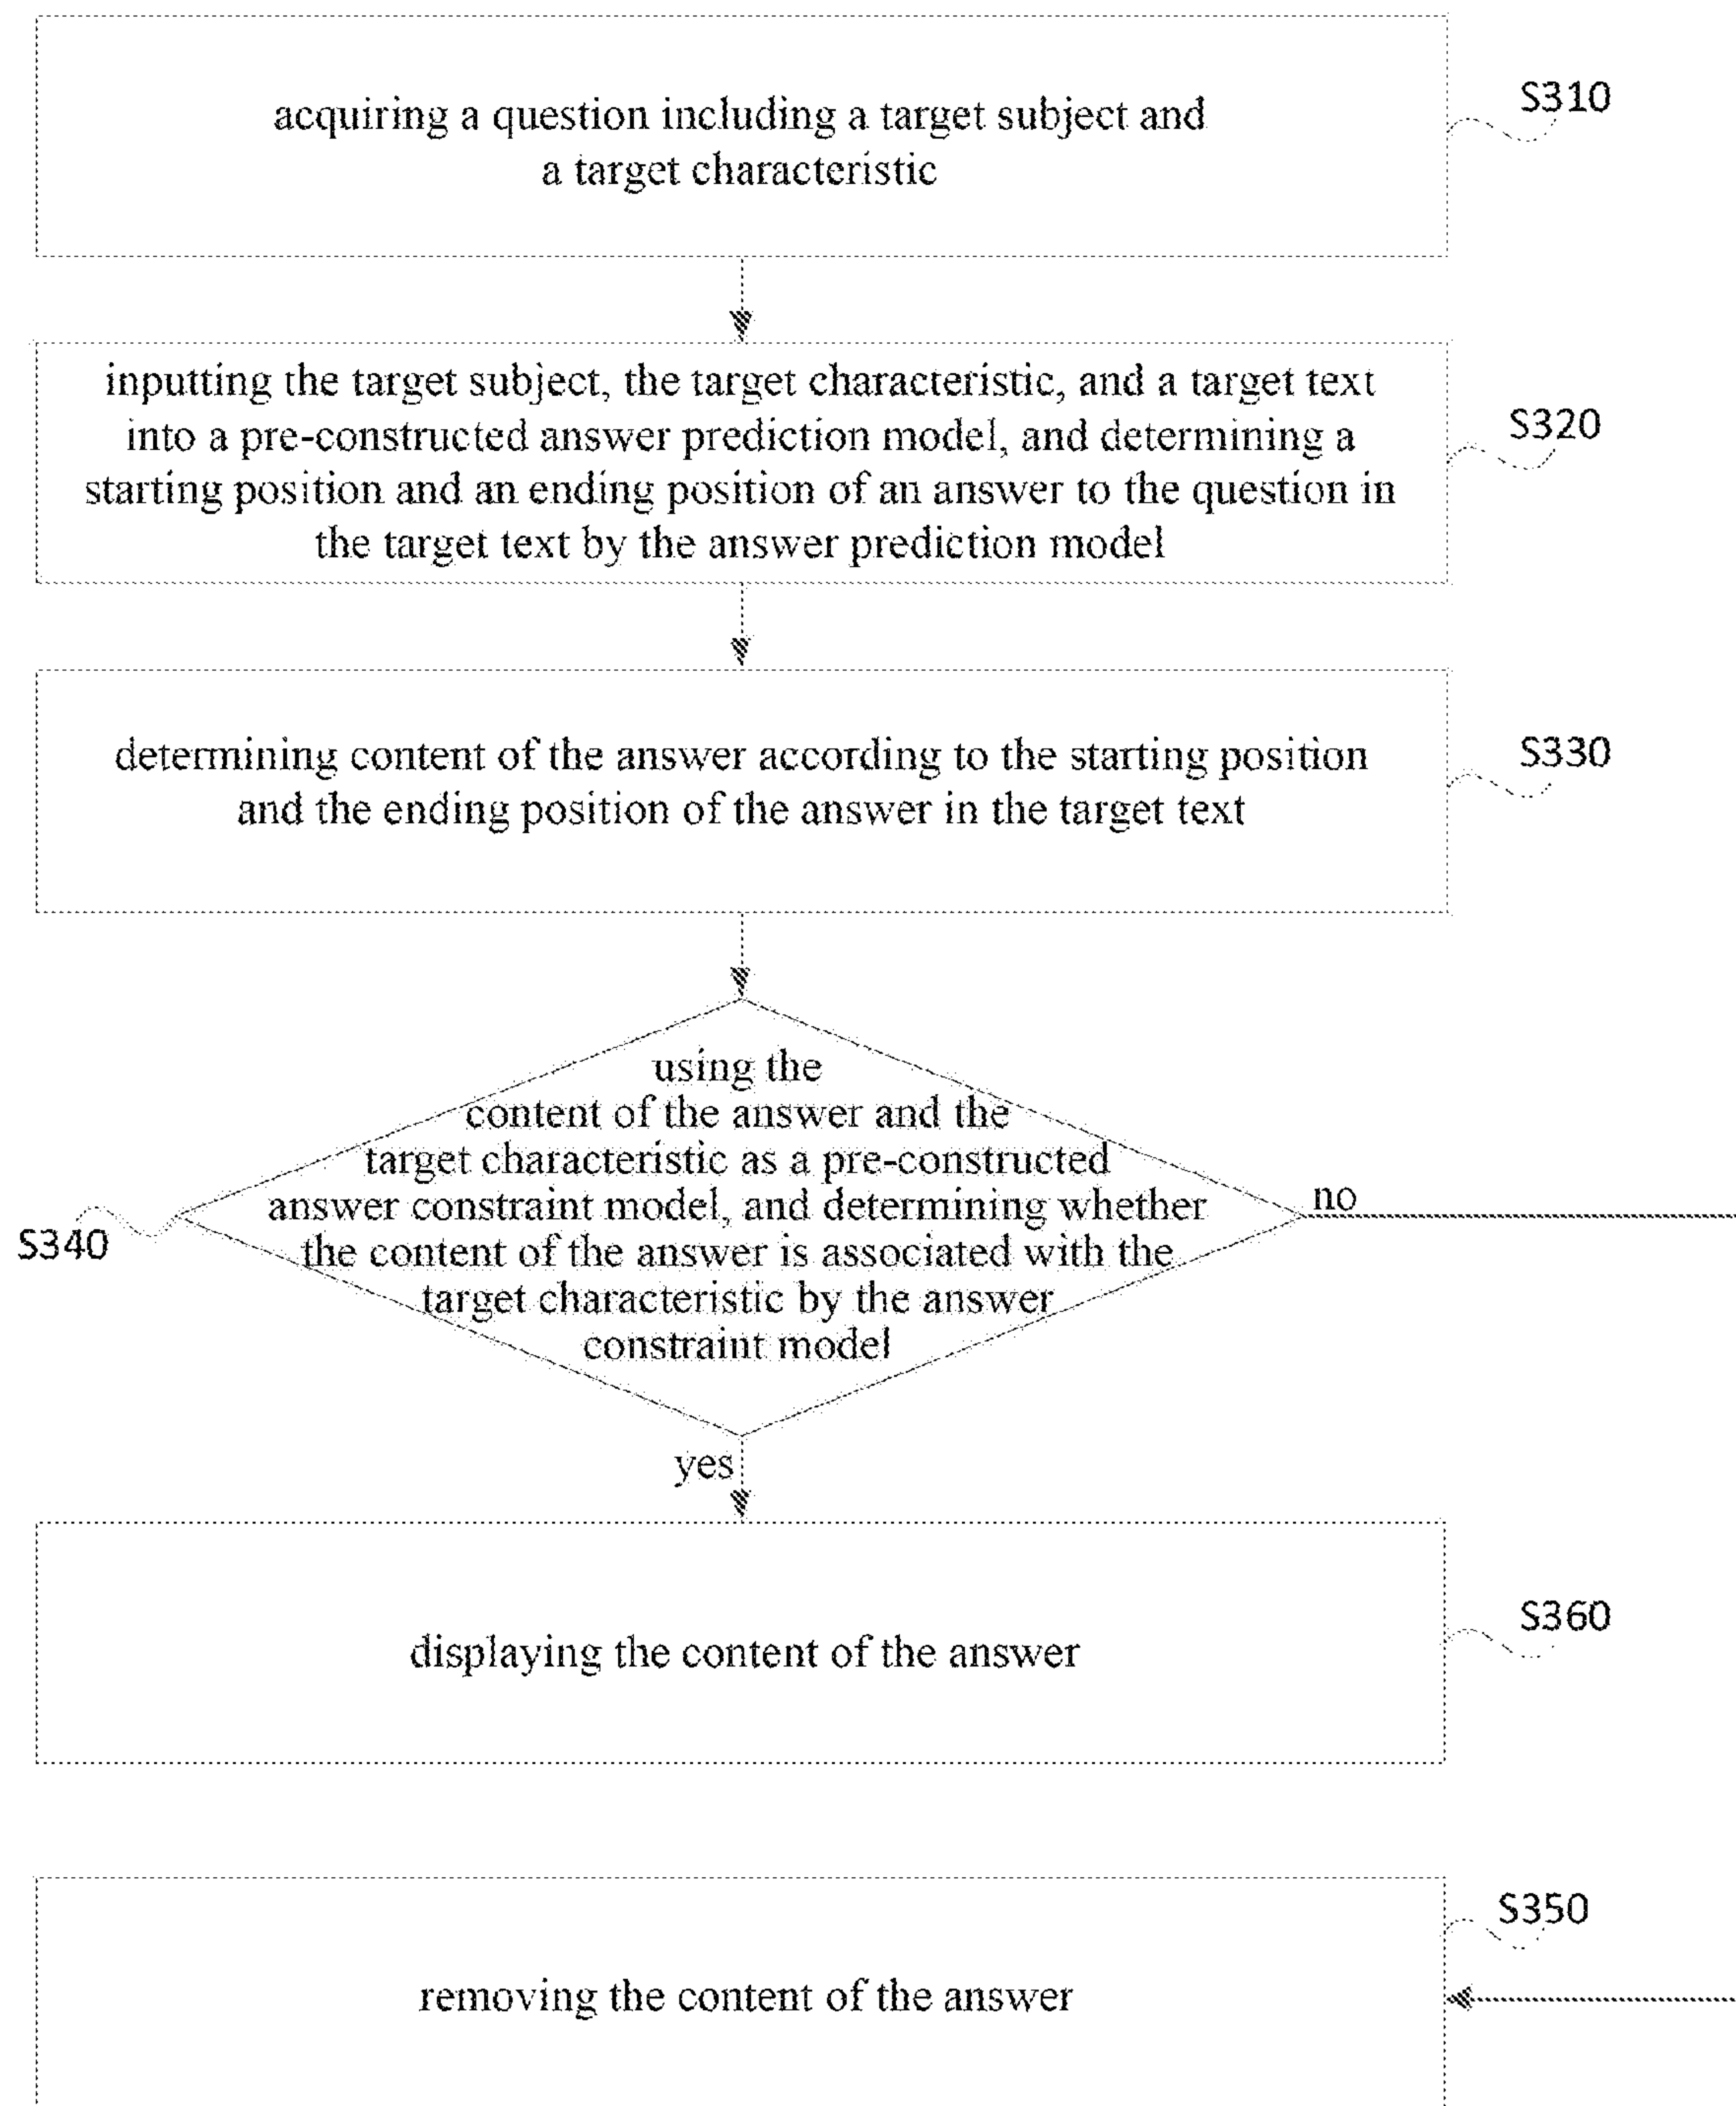 acquiring a question including a target subject and
a target characteristic
S310
inputting the target subject, the target characteristic, and a target text
into a pre-constructed answer prediction model, and determining a
starting position and an ending position of an answer to the question in
the target text by the answer prediction model
S320
determining content of the answer according to the starting position
and the ending position of the answer in the target text
S330
using the
content of the answer and the
target characteristic as a pre-constructed
answer constraint model, and determining whether
the content of the answer is associated with the
target characteristic by the answer
constraint model
S340
no
yes
displaying the content of the answer
S360
removing the content of the answer
S350